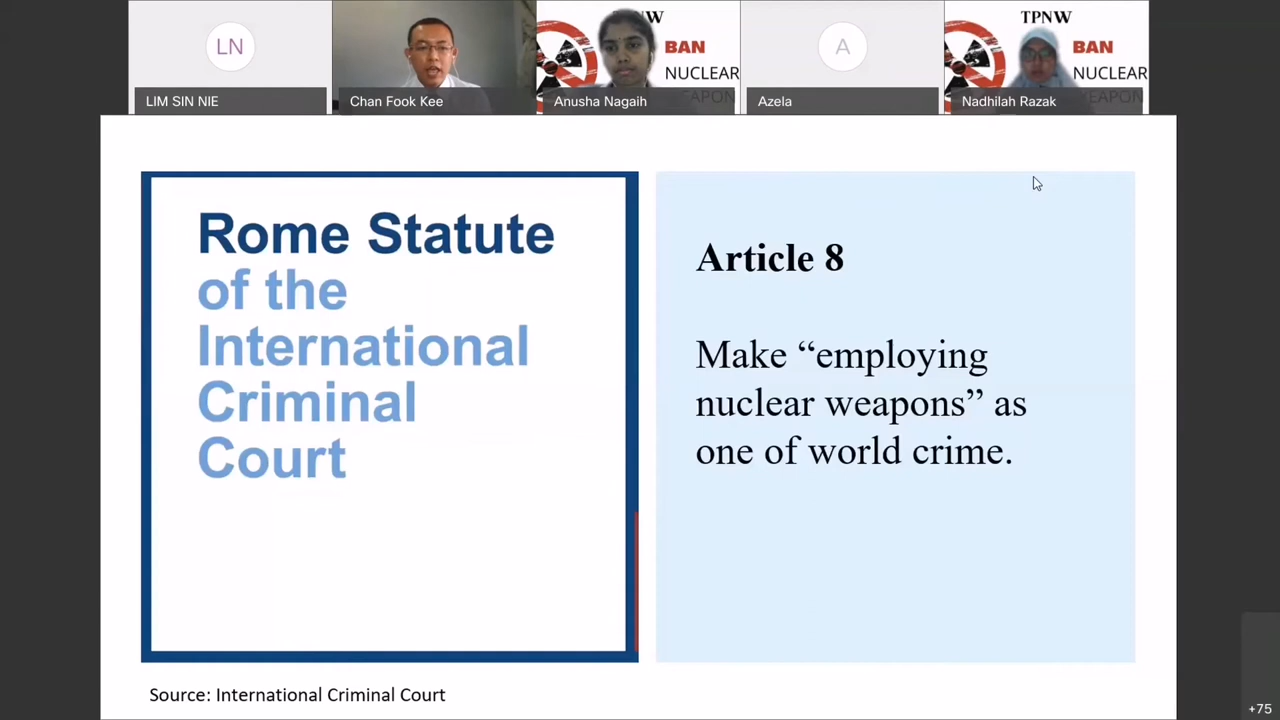 LN
LIM SIN NIE
Chan Fook Kee
TPNW
BAN
NUCLEAR
Anusha Nagaih
A
Azela
TPNW
BAN
NUCLEAR
WEAPON
Nadhilah Razak
Rome Statute
of the
International
Criminal
Court
Article 8
Make “employing
nuclear weapons” as
one of world crime.
Source: International Criminal Court
+75